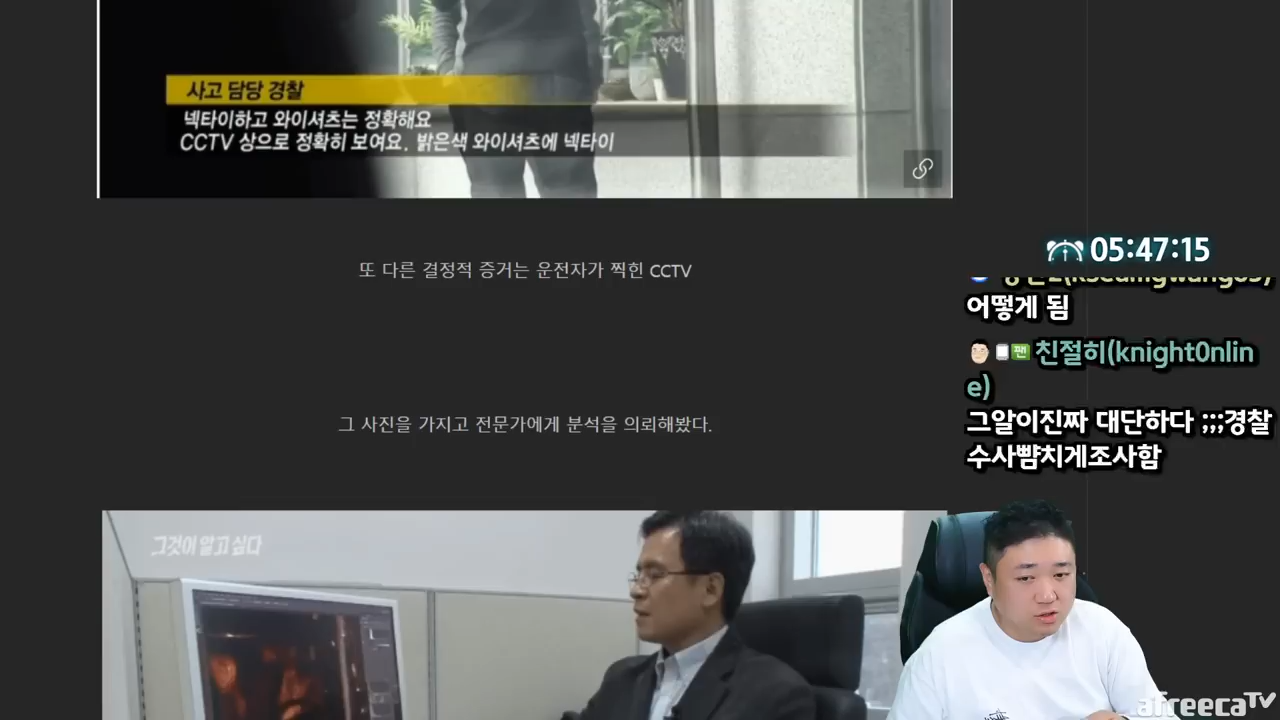 사고 담당 경찰
넥타이하고 와이셔츠는 정확해요
CCTV 상으로 정확히 보여요. 밝은색 와이셔츠에 넥타이
또 다른 결정적 증거는 운전자가 찍힌 CCTV
05:47:15
어떻게 됨
팬 친절히(knight0nlin
e)
그알이진짜 대단하다 ;;;경찰
수사뺨치게조사함
그 사진을 가지고 전문가에게 분석을 의뢰해봤다.
그것이 알고 싶다
afreecaTV